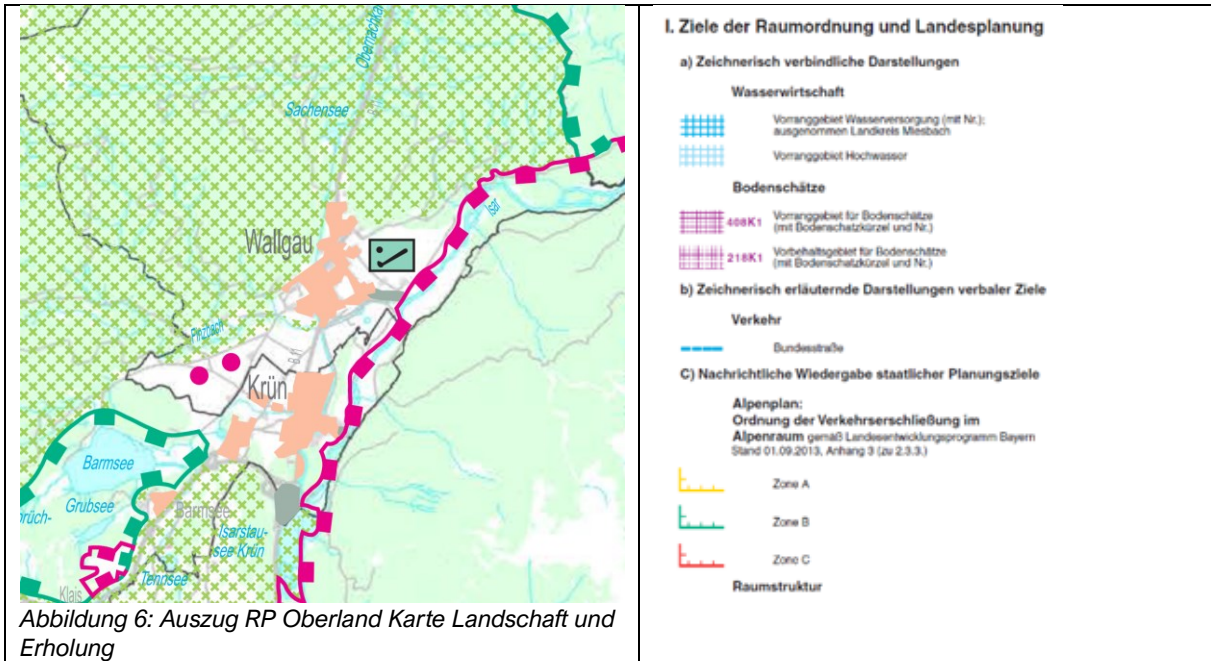 Obernachkanal
Sachensee
B 11
Isar
Wallgau
Finzbach
B 11
Krün
Barmsee
Grubsee
Barmsee
Isarstau-
see Krün
Tennsee
Klais
Abbildung 6: Auszug RP Oberland Karte Landschaft und
Erholung
I. Ziele der Raumordnung und Landesplanung
a) Zeichnerisch verbindliche Darstellungen
Wasserwirtschaft
Vorranggebiet Wasserversorgung (mit Nr.);
ausgenommen Landkreis Miesbach
Vorranggebiet Hochwasser
Bodenschätze
408K1 Vorranggebiet für Bodenschätze
(mit Bodenschatzkürzel und Nr.)
218K1 Vorbehaltsgebiet für Bodenschätze
(mit Bodenschatzkürzel und Nr.)
b) Zeichnerisch erläuternde Darstellungen verbaler Ziele
Verkehr
Bundesstraße
C) Nachrichtliche Wiedergabe staatlicher Planungsziele
Alpenplan:
Ordnung der Verkehrserschließung im
Alpenraum gemäß Landesentwicklungsprogramm Bayern
Stand 01.09.2013, Anhang 3 (zu 2.3.3.)
Zone A
Zone B
Zone C
Raumstruktur